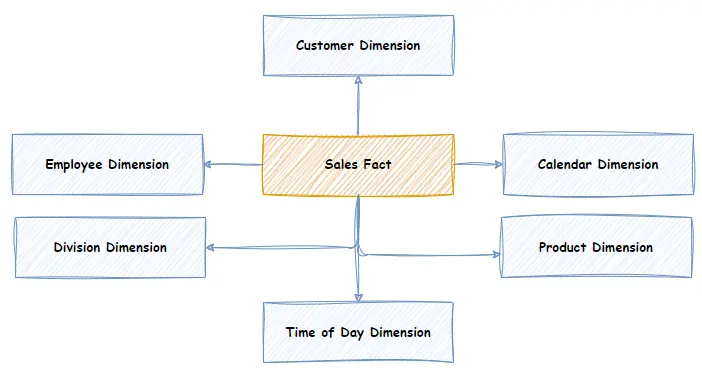 Customer Dimension
Employee Dimension
Sales Fact
Calendar Dimension
Division Dimension
Product Dimension
Time of Day Dimension